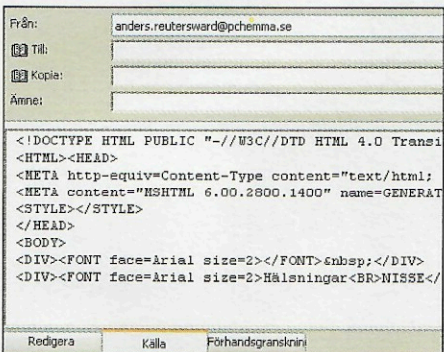 Från: anders.reutersward@pchemma.se
Till:
Kopia:
Ämne:
<!DOCTYPE HTML PUBLIC "-//W3C//DTD HTML 4.0 Transi
<HTML><HEAD>
<META http-equiv=Content-Type content="text/html;
<META content="MSHTML 6.00.2800.1400" name=GENERAT
<STYLE></STYLE>
</HEAD>
<BODY>
<DIV><FONT face=Arial size=2></FONT>&nbsp;</DIV>
<DIV><FONT face=Arial size=2>Hälsningar<BR>NISSE</
Redigera Källa Förhandsgransknin